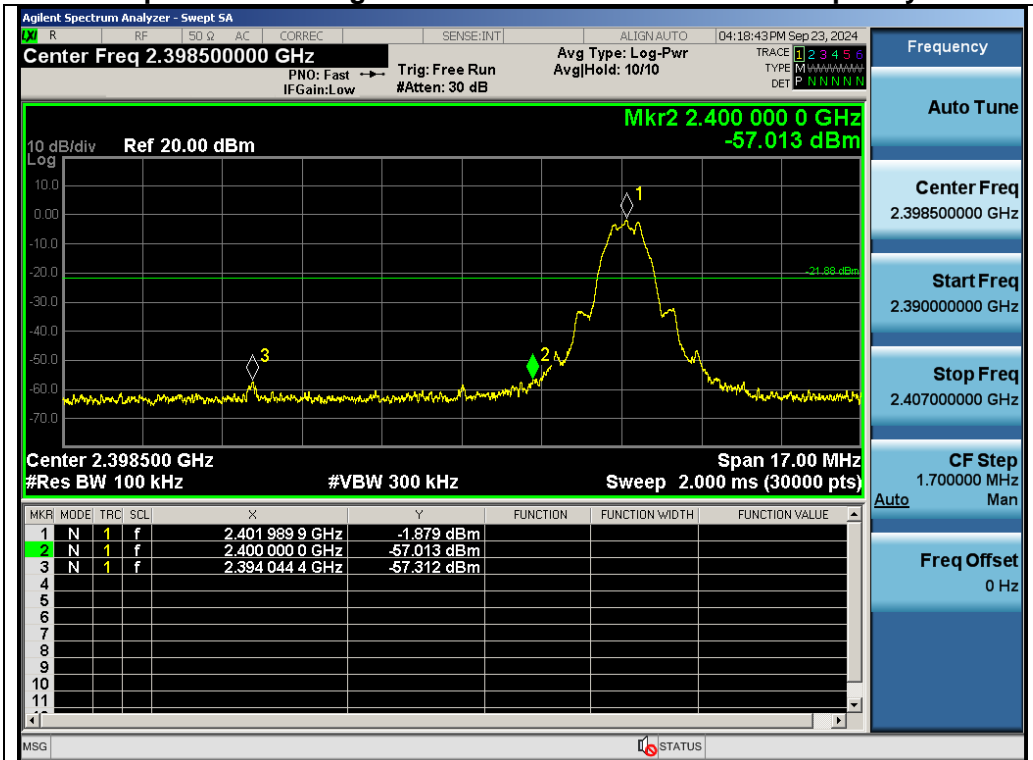 Agilent Spectrum Analyzer - Swept SA
LXI R RF 50 Ω AC CORREC SENSE:INT ALIGN AUTO 04:18:43 PM Sep 23, 2024
Center Freq 2.398500000 GHz
PNO: Fast
IFGain:Low
Trig: Free Run
#Atten: 30 dB
Avg Type: Log-Pwr
Avg|Hold: 10/10
TRACE 1 2 3 4 5 6
TYPE M
DET P N N N N N
Mkr2 2.400 000 0 GHz
-57.013 dBm
10 dB/div Ref 20.00 dBm
Log
10.0
0.00
-10.0
-20.0
-30.0
-40.0
-50.0
-60.0
-70.0
1
-21.88 dBm
2
3
Center 2.398500 GHz Span 17.00 MHz
#Res BW 100 kHz #VBW 300 kHz Sweep 2.000 ms (30000 pts)
MKR MODE TRC SCL X Y FUNCTION FUNCTION WIDTH FUNCTION VALUE
1 N 1 f 2.401 989 9 GHz -1.879 dBm
2 N 1 f 2.400 000 0 GHz -57.013 dBm
3 N 1 f 2.394 044 4 GHz -57.312 dBm
4
5
6
7
8
9
10
11
MSG STATUS
Frequency
Auto Tune
Center Freq
2.398500000 GHz
Start Freq
2.390000000 GHz
Stop Freq
2.407000000 GHz
CF Step
1.700000 MHz
Auto Man
Freq Offset
0 Hz